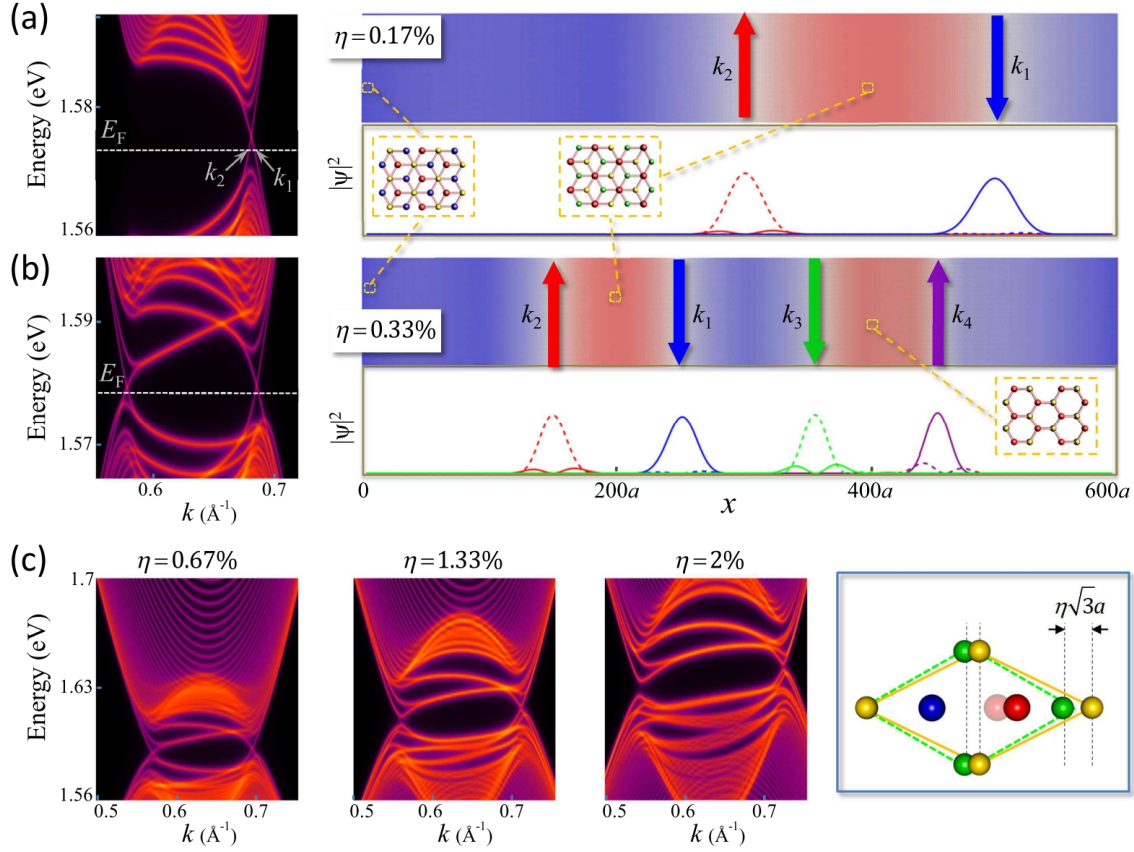 (a)
Energy (eV)
1.58
1.56
E_F
k_2
k_1
η=0.17%
k_2
k_1
|ψ|²
(b)
Energy (eV)
1.59
1.57
E_F
0.6
0.7
k (Å⁻¹)
η=0.33%
k_2
k_1
k_3
k_4
|ψ|²
0
200a
400a
600a
x
(c)
η=0.67%
η=1.33%
η=2%
Energy (eV)
1.7
1.63
1.56
0.5
0.6
0.7
k (Å⁻¹)
0.5
0.6
0.7
k (Å⁻¹)
0.5
0.6
0.7
k (Å⁻¹)
η√3a